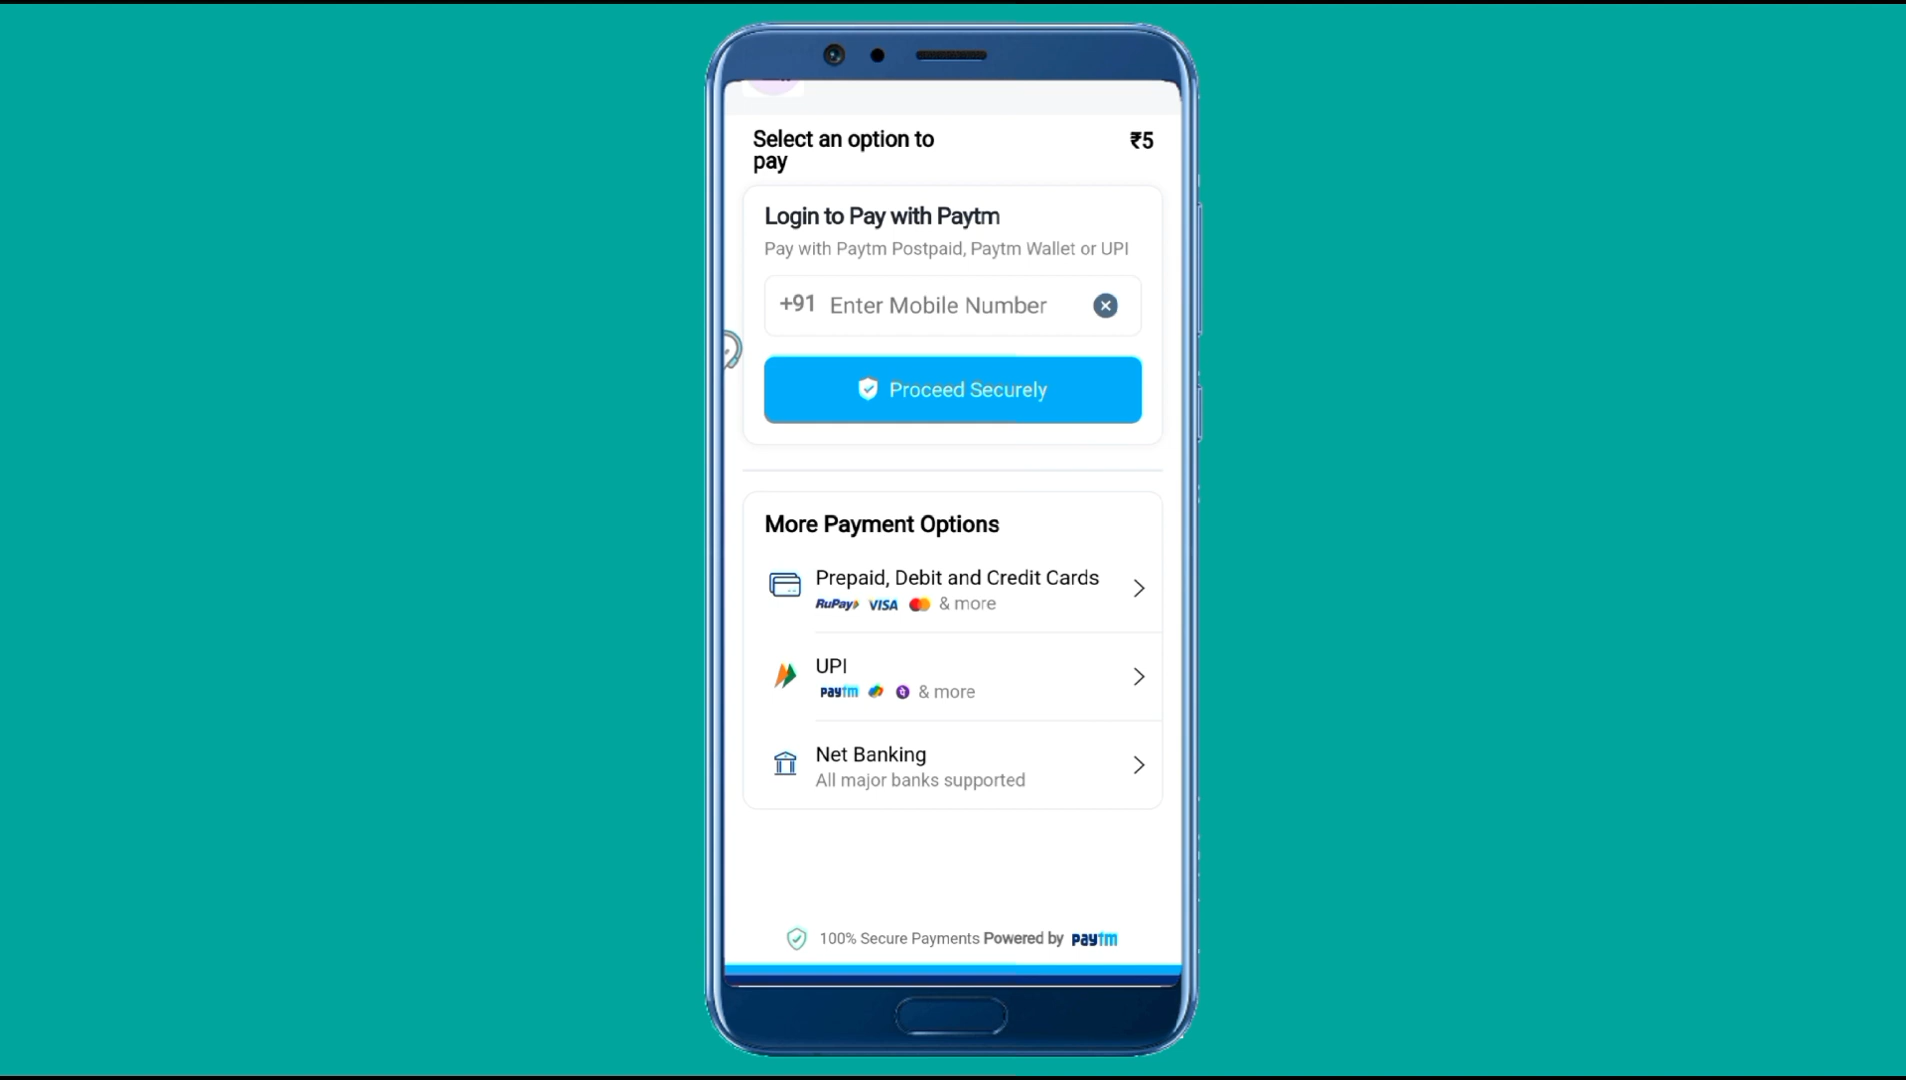 Select an option to
pay
₹5
Login to Pay with Paytm
Pay with Paytm Postpaid, Paytm Wallet or UPI
+91 Enter Mobile Number
Proceed Securely
More Payment Options
Prepaid, Debit and Credit Cards
RuPay VISA & more
UPI
paytm & more
Net Banking
All major banks supported
100% Secure Payments Powered by paytm